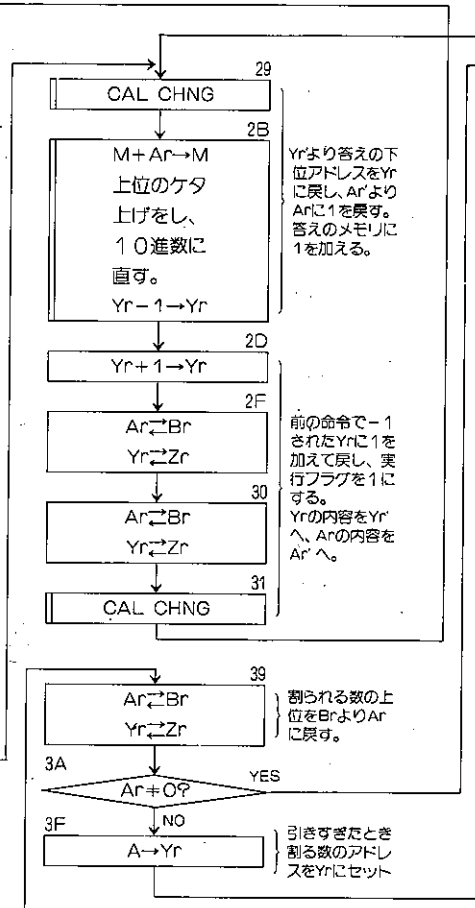 29
CAL CHNG
2B
M+Ar→M
上位のケタ
上げをし、
10進数に
直す。
Yr-1→Yr
Yr'より答えの下
位アドレスをYr
に戻し、Ar'より
Arに1を戻す。
答えのメモリに
1を加える。
2D
Yr+1→Yr
2F
Ar⇄Br
Yr⇄Zr
30
Ar⇄Br
Yr⇄Zr
31
CAL CHNG
前の命令で-1
されたYrに1を
加えて戻し、実
行フラグを1に
する。
Yrの内容をYr'
へ、Arの内容を
Ar'へ。
39
Ar⇄Br
Yr⇄Zr
割られる数の上
位をBrよりAr
に戻す。
3A
Ar≠0?
YES
NO
3F
A→Yr
引きすぎたとき
割る数のアドレ
スをYrにセット